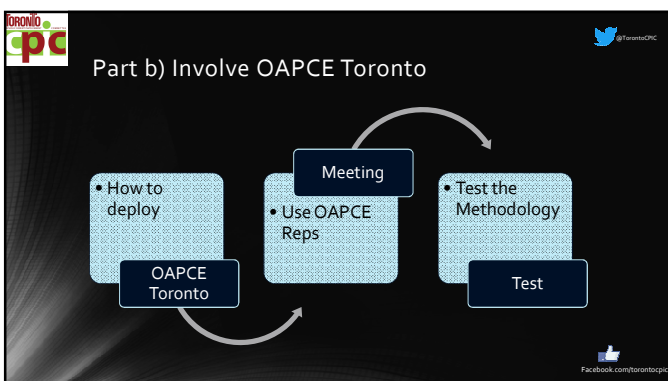 TORONTO
cpic
@TorontoCPIC
Part b) Involve OAPCE Toronto
• How to
deploy
OAPCE
Toronto
Meeting
• Use OAPCE
Reps
• Test the
Methodology
Test
Facebook.com/torontocpic